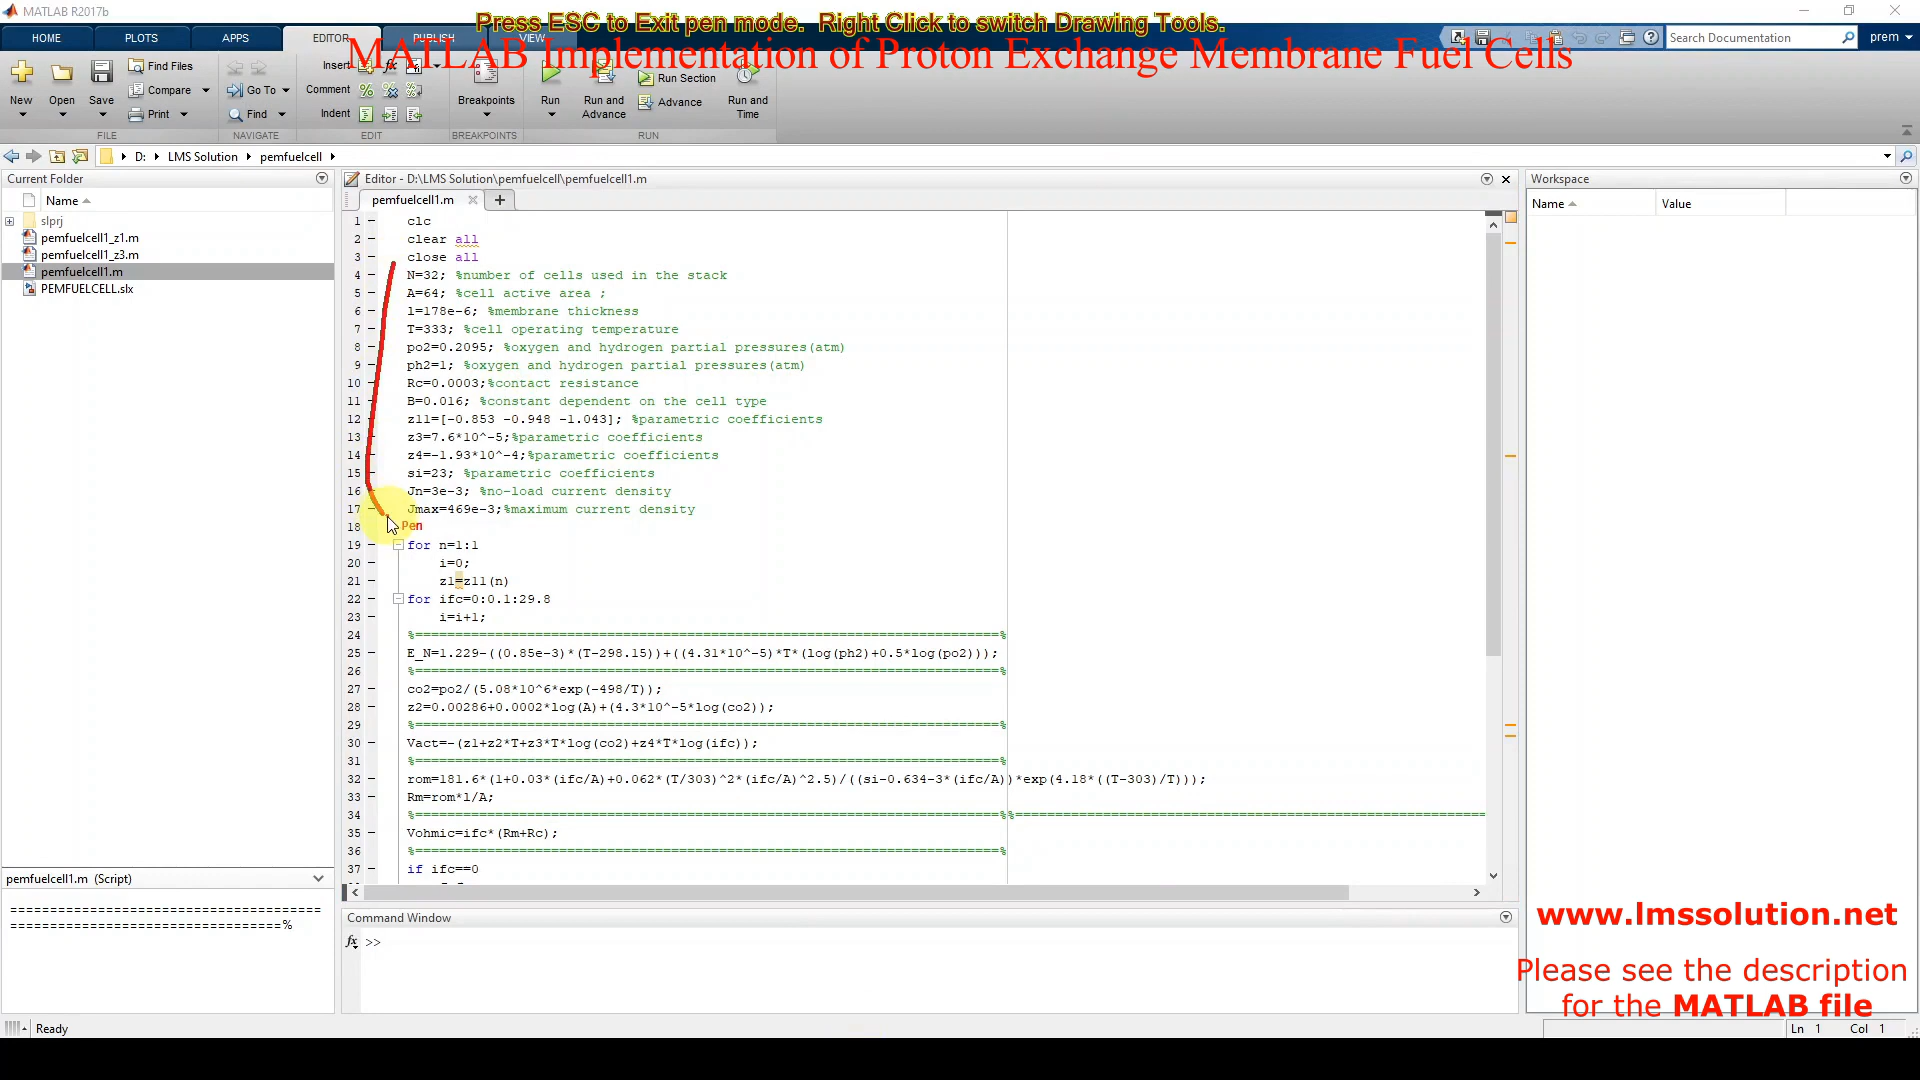 MATLAB R2017b
Press ESC to Exit pen mode. Right Click to switch Drawing Tools.
MATLAB Implementation of Proton Exchange Membrane Fuel Cells
HOME PLOTS APPS EDITOR PUBLISH VIEW
Search Documentation
prem
New Open Save Find Files Compare Print
Go To Find
Insert Comment Indent
Breakpoints
Run Run and Advance Run Section Advance Run and Time
FILE NAVIGATE EDIT BREAKPOINTS RUN
D: LMS Solution pemfuelcell
Current Folder
Name
slprj
pemfuelcell1_z1.m
pemfuelcell1_z3.m
pemfuelcell1.m
PEMFUELCELL.slx
pemfuelcell1.m (Script)
========================================
===================================%
Editor - D:\LMS Solution\pemfuelcell\pemfuelcell1.m
pemfuelcell1.m
1 clc
2 clear all
3 close all
4 N=32; %number of cells used in the stack
5 A=64; %cell active area ;
6 l=178e-6; %membrane thickness
7 T=333; %cell operating temperature
8 po2=0.2095; %oxygen and hydrogen partial pressures(atm)
9 ph2=1; %oxygen and hydrogen partial pressures(atm)
10 Rc=0.0003;%contact resistance
11 B=0.016; %constant dependent on the cell type
12 z11=[-0.853 -0.948 -1.043]; %parametric coefficients
13 z3=7.6*10^-5;%parametric coefficients
14 z4=-1.93*10^-4;%parametric coefficients
15 si=23; %parametric coefficients
16 Jn=3e-3; %no-load current density
17 Jmax=469e-3;%maximum current density
18 Pen
19 for n=1:1
20 i=0;
21 z1=z11(n)
22 for ifc=0:0.1:29.8
23 i=i+1;
24 %==========================================================================%
25 E_N=1.229-((0.85e-3)*(T-298.15))+((4.31*10^-5)*T*(log(ph2)+0.5*log(po2)));
26 %==========================================================================%
27 co2=po2/(5.08*10^6*exp(-498/T));
28 z2=0.00286+0.0002*log(A)+(4.3*10^-5*log(co2));
29 %==========================================================================%
30 Vact=-(z1+z2*T+z3*T*log(co2)+z4*T*log(ifc));
31 %==========================================================================%
32 rom=181.6*(1+0.03*(ifc/A)+0.062*(T/303)^2*(ifc/A)^2.5)/((si-0.634-3*(ifc/A))*exp(4.18*((T-303)/T)));
33 Rm=rom*l/A;
34 %==========================================================================%%===========================================================
35 Vohmic=ifc*(Rm+Rc);
36 %==========================================================================%
37 if ifc==0
Command Window
fx >>
Workspace
Name Value
www.lmssolution.net
Please see the description
for the MATLAB file
Ready
Ln 1 Col 1